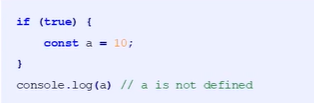 if (true) {
    const a = 10;
}
console.log(a) // a is not defined